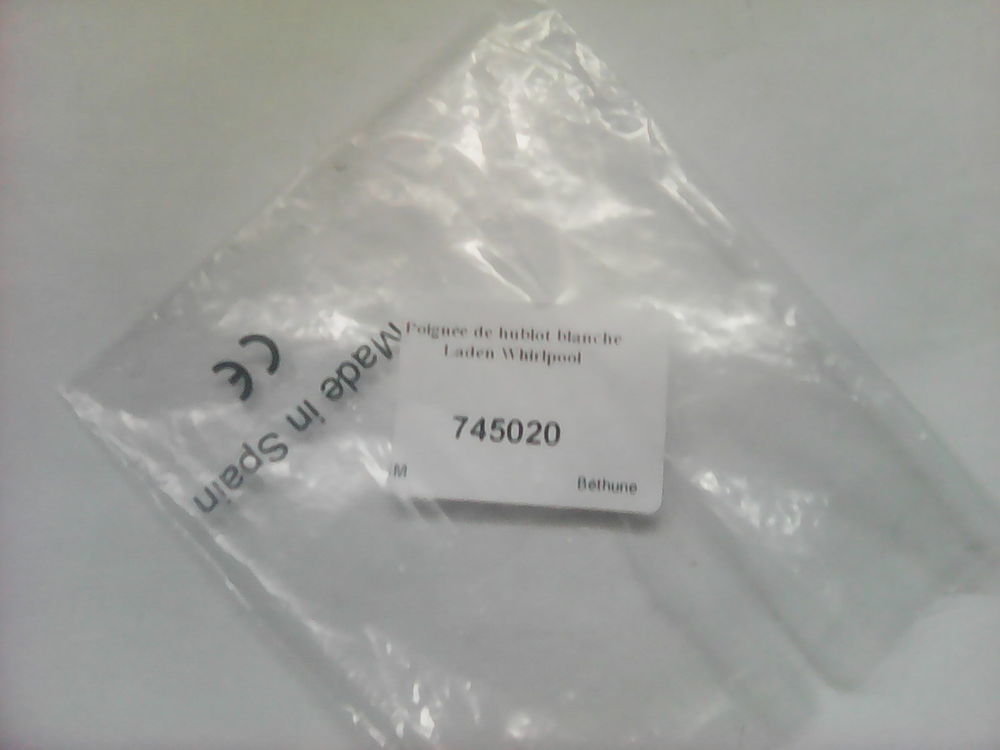 Poignée de hublot blanche
Laden Whirlpool
745020
M
Béthune
CE
Made in Spain